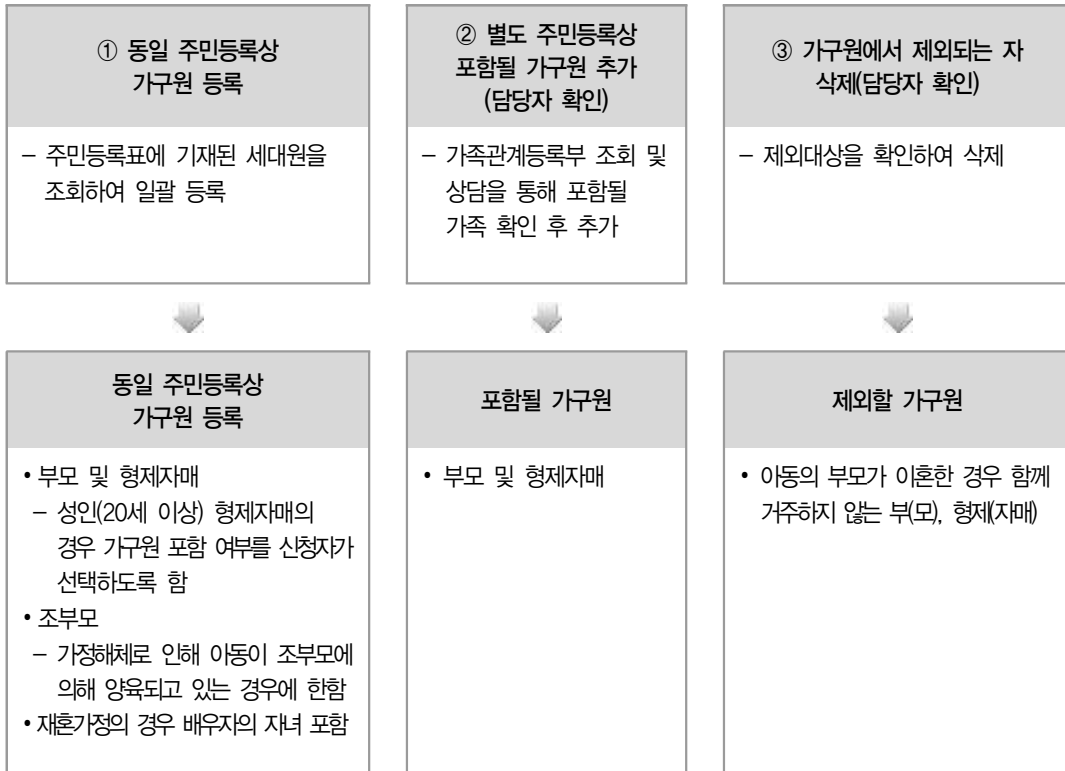 ① 동일 주민등록상
가구원 등록
– 주민등록표에 기재된 세대원을
조회하여 일괄 등록
② 별도 주민등록상
포함될 가구원 추가
(담당자 확인)
– 가족관계등록부 조회 및
상담을 통해 포함될
가족 확인 후 추가
③ 가구원에서 제외되는 자
삭제(담당자 확인)
– 제외대상을 확인하여 삭제
동일 주민등록상
가구원 등록
• 부모 및 형제자매
– 성인(20세 이상) 형제자매의
경우 가구원 포함 여부를 신청자가
선택하도록 함
• 조부모
– 가정해체로 인해 아동이 조부모에
의해 양육되고 있는 경우에 한함
• 재혼가정의 경우 배우자의 자녀 포함
포함될 가구원
• 부모 및 형제자매
제외할 가구원
• 아동의 부모가 이혼한 경우 함께
거주하지 않는 부(모), 형제(자매)